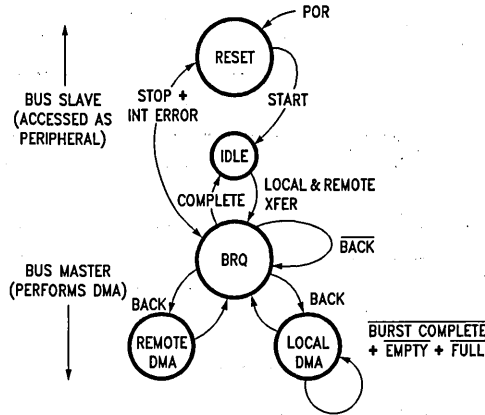 POR
RESET
STOP +
INT ERROR
START
BUS SLAVE
(ACCESSED AS
PERIPHERAL)
IDLE
LOCAL & REMOTE
XFER
COMPLETE
BACK
BRQ
BUS MASTER
(PERFORMS DMA)
BACK
BACK
REMOTE
DMA
LOCAL
DMA
BURST COMPLETE
+ EMPTY + FULL